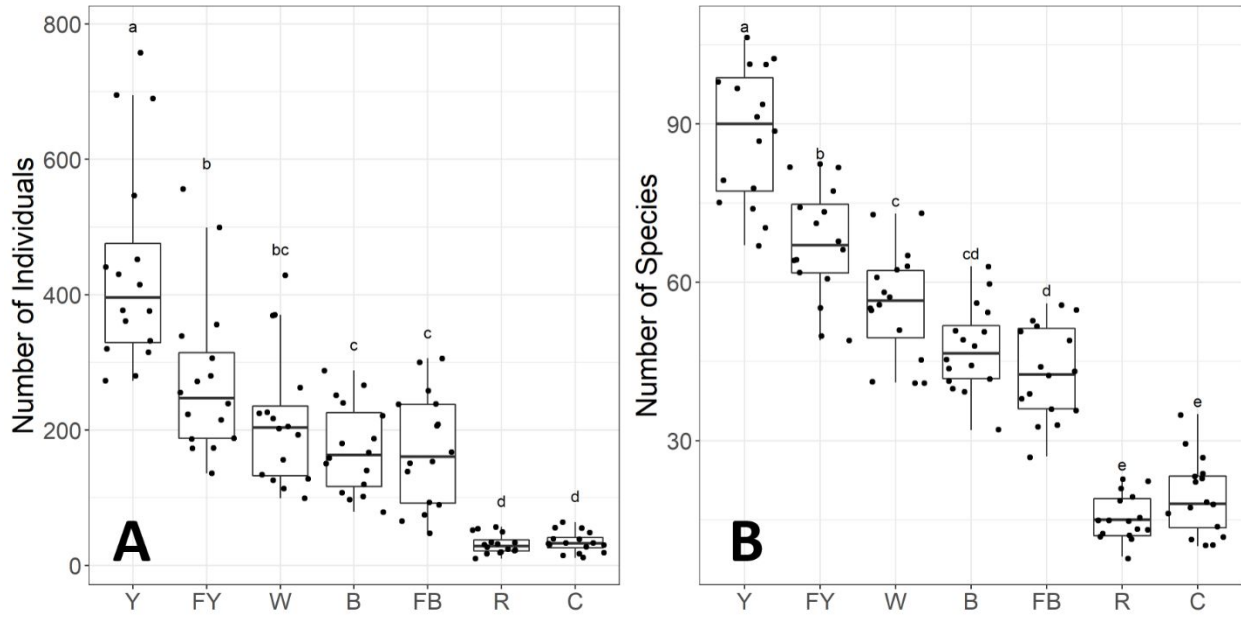 Number of Individuals
800
600
400
200
0
a
b
bc
c
c
d
d
A
Y FY W B FB R C
Number of Species
90
60
30
a
b
c
cd
d
e
e
B
Y FY W B FB R C